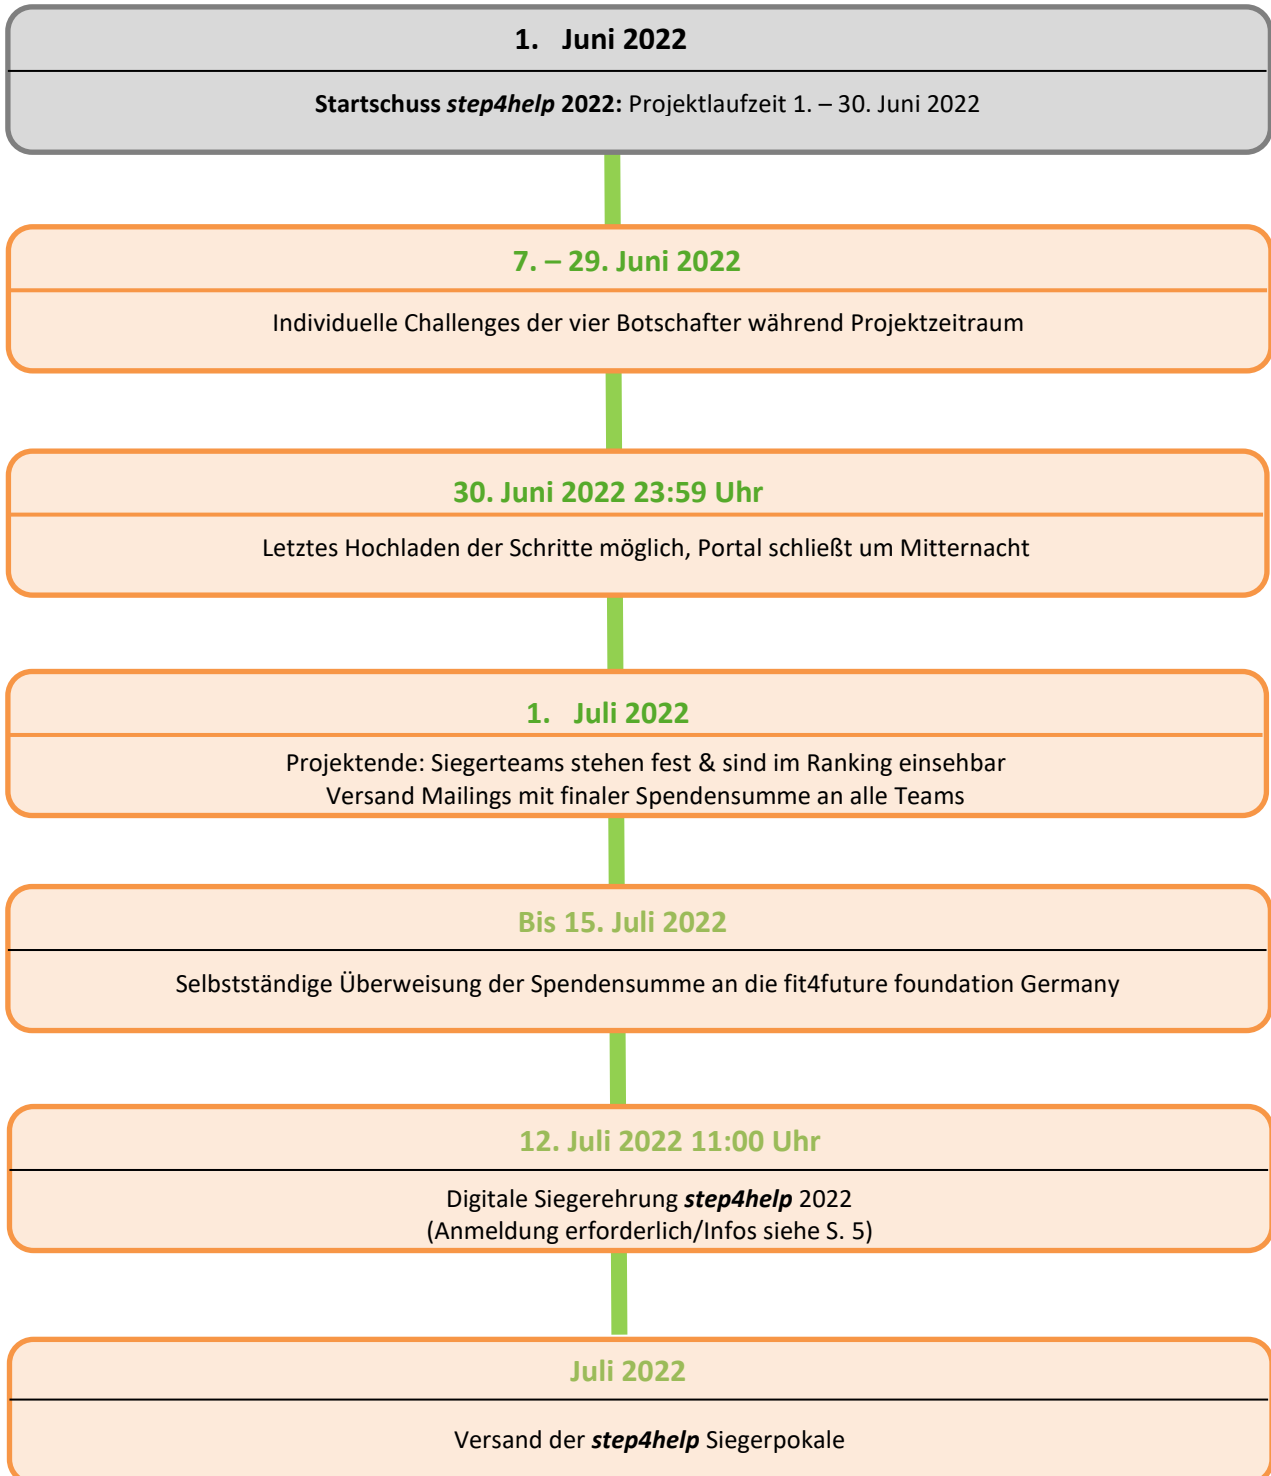 1. Juni 2022
Startschuss step4help 2022: Projektlaufzeit 1. – 30. Juni 2022
7. – 29. Juni 2022
Individuelle Challenges der vier Botschafter während Projektzeitraum
30. Juni 2022 23:59 Uhr
Letztes Hochladen der Schritte möglich, Portal schließt um Mitternacht
1. Juli 2022
Projektende: Siegerteams stehen fest & sind im Ranking einsehbar
Versand Mailings mit finaler Spendensumme an alle Teams
Bis 15. Juli 2022
Selbstständige Überweisung der Spendensumme an die fit4future foundation Germany
12. Juli 2022 11:00 Uhr
Digitale Siegerehrung step4help 2022
(Anmeldung erforderlich/Infos siehe S. 5)
Juli 2022
Versand der step4help Siegerpokale